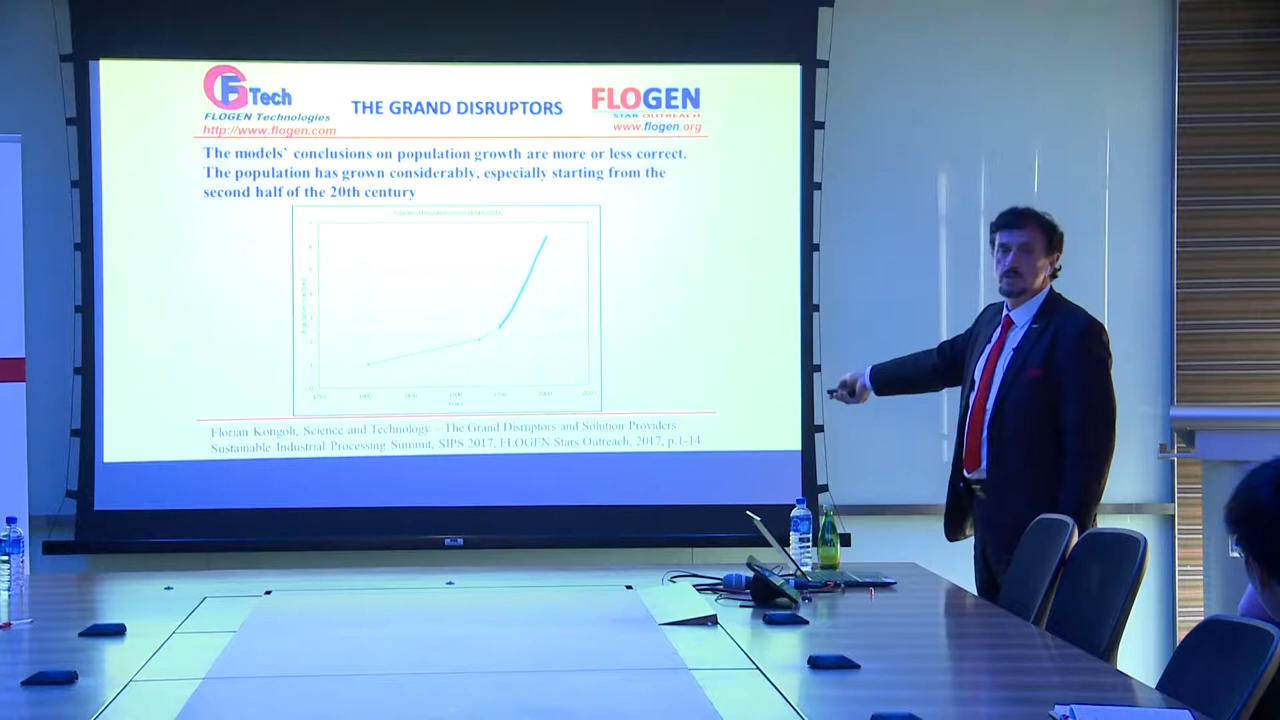 GF Tech
FLOGEN Technologies
http://www.flogen.com
THE GRAND DISRUPTORS
FLOGEN
STAR OUTREACH
www.flogen.org
The models' conclusions on population growth are more or less correct.
The population has grown considerably, especially starting from the
second half of the 20th century
Years
Florian Kongoli, Science and Technology – The Grand Disruptors and Solution Providers
Sustainable Industrial Processing Summit, SIPS 2017, FLOGEN Stars Outreach, 2017, p.1-14